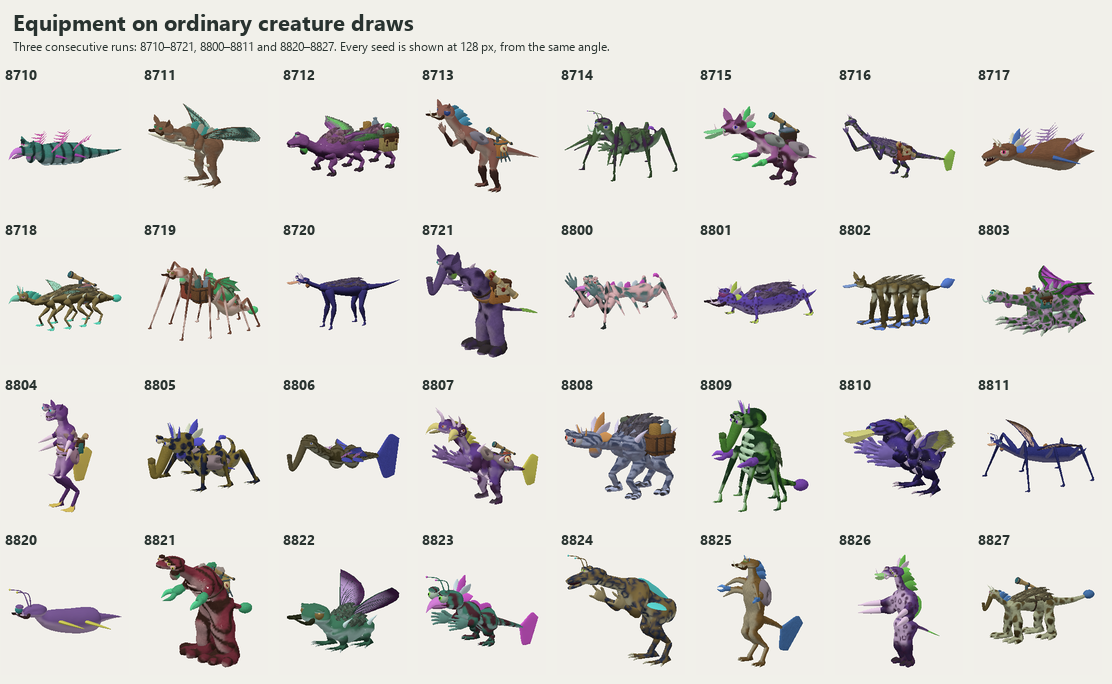 Equipment on ordinary creature draws
Three consecutive runs: 8710–8721, 8800–8811 and 8820–8827. Every seed is shown at 128 px, from the same angle.
8710 8711 8712 8713 8714 8715 8716 8717
8718 8719 8720 8721 8800 8801 8802 8803
8804 8805 8806 8807 8808 8809 8810 8811
8820 8821 8822 8823 8824 8825 8826 8827